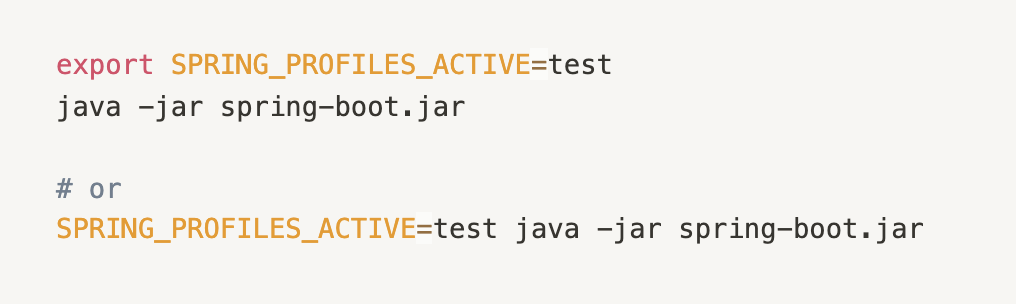 export SPRING_PROFILES_ACTIVE=test
java -jar spring-boot.jar
# or
SPRING_PROFILES_ACTIVE=test java -jar spring-boot.jar